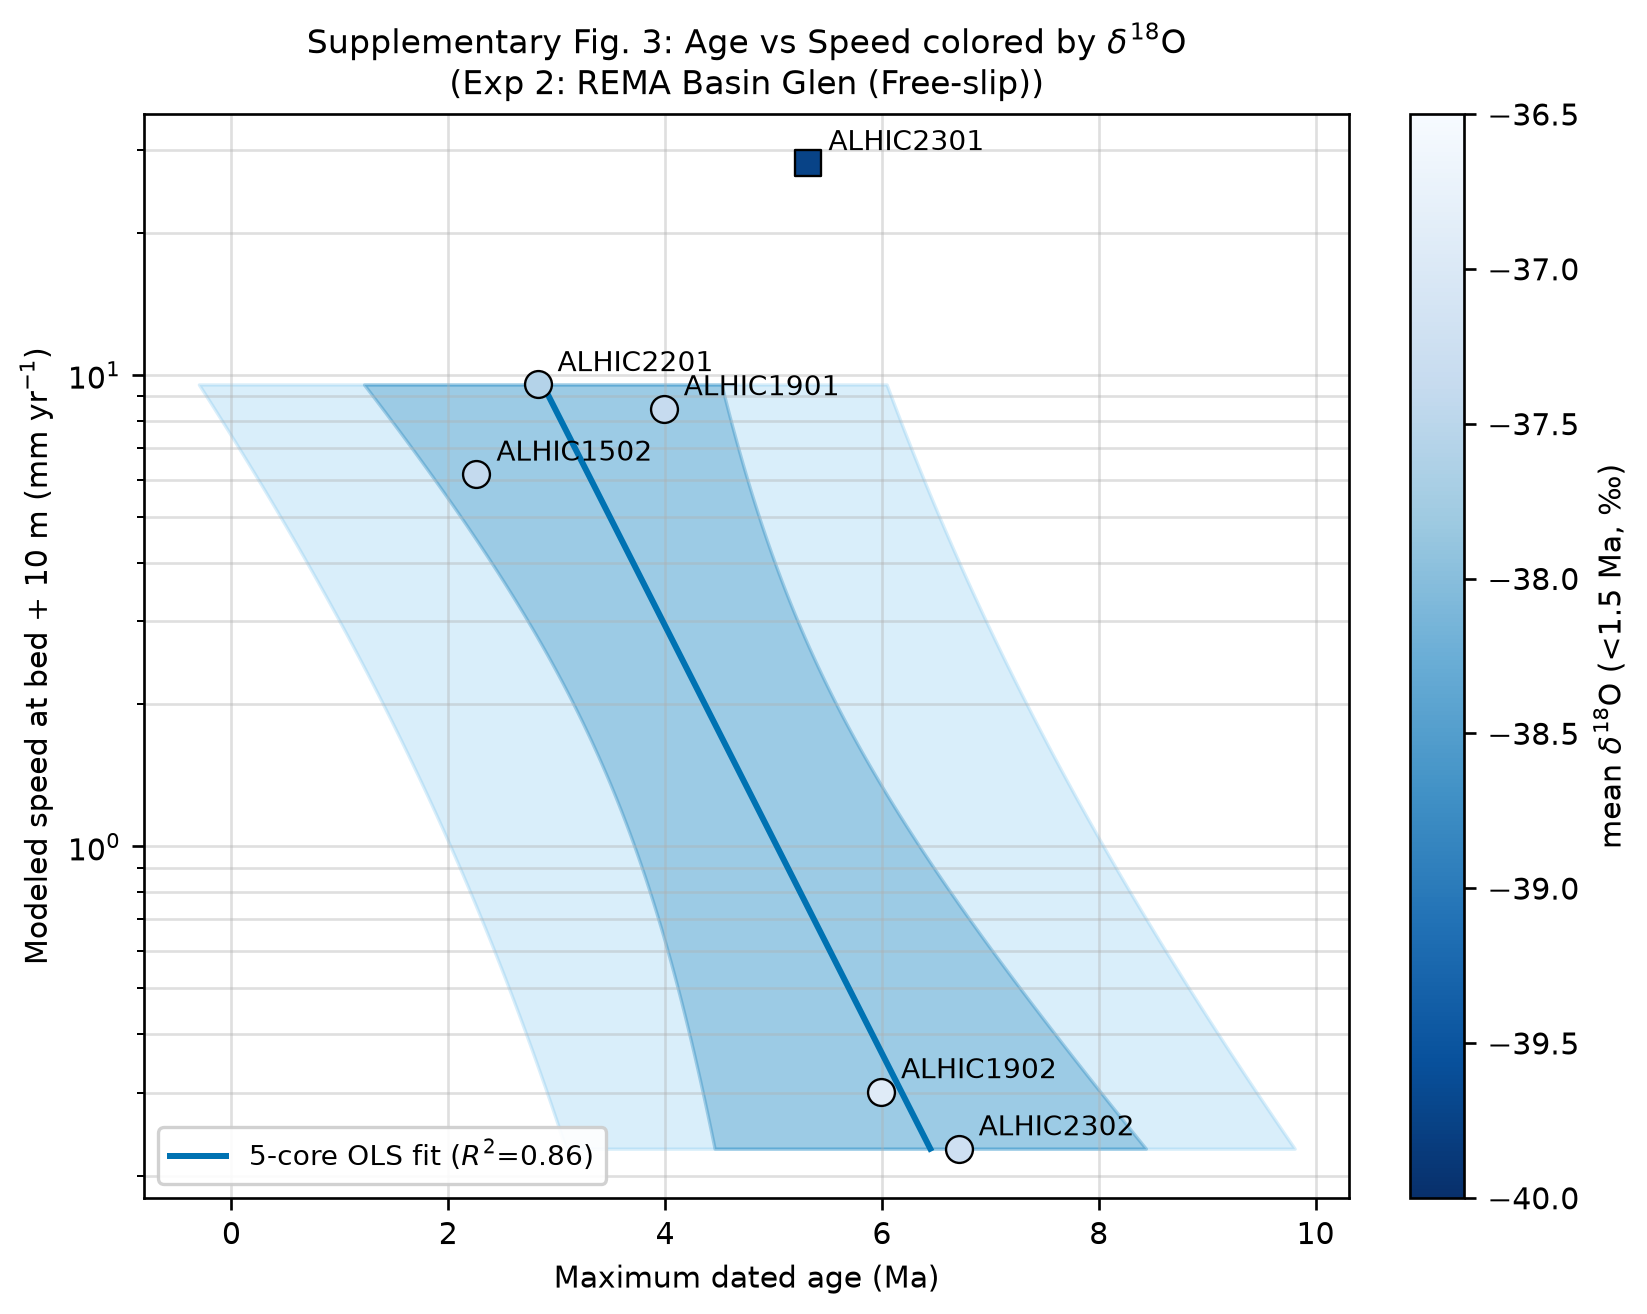 Supplementary Fig. 3: Age vs Speed colored by δ¹⁸O
(Exp 2: REMA Basin Glen (Free-slip))
Modeled speed at bed + 10 m (mm yr⁻¹)
10¹
10⁰
ALHIC2301
ALHIC2201
ALHIC1901
ALHIC1502
ALHIC1902
ALHIC2302
5-core OLS fit (R²=0.86)
0 2 4 6 8 10
Maximum dated age (Ma)
−36.5
−37.0
−37.5
−38.0
−38.5
−39.0
−39.5
−40.0
mean δ¹⁸O (<1.5 Ma, ‰)